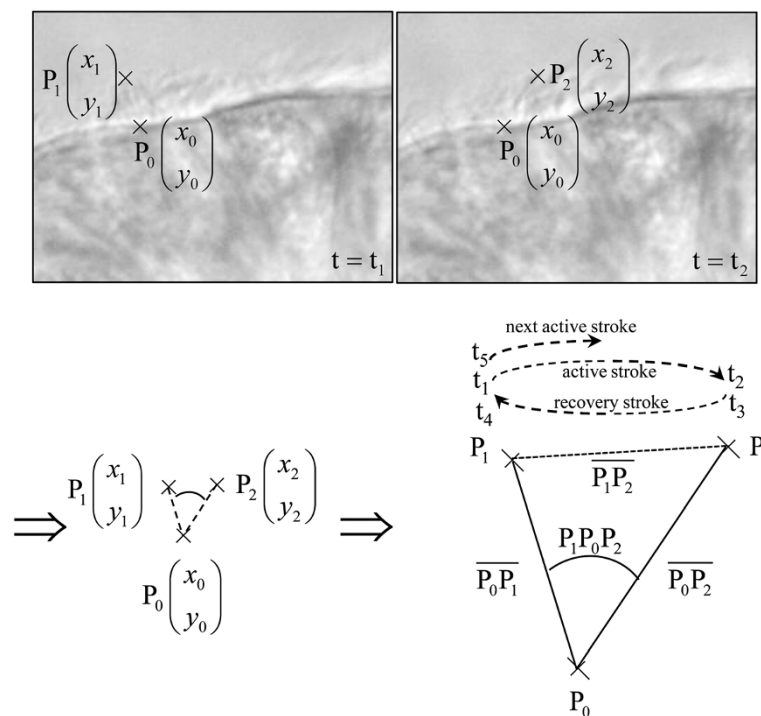 P₁ (x₁ y₁)
P₀ (x₀ y₀)
t = t₁
P₂ (x₂ y₂)
P₀ (x₀ y₀)
t = t₂
next active stroke
t₅
t₁ active stroke t₂
t₄ recovery stroke t₃
P₁ (x₁ y₁)
P₂ (x₂ y₂)
P₀ (x₀ y₀)
P₁
P
P₁P₂
P₁P₀P₂
P₀P₁
P₀P₂
P₀